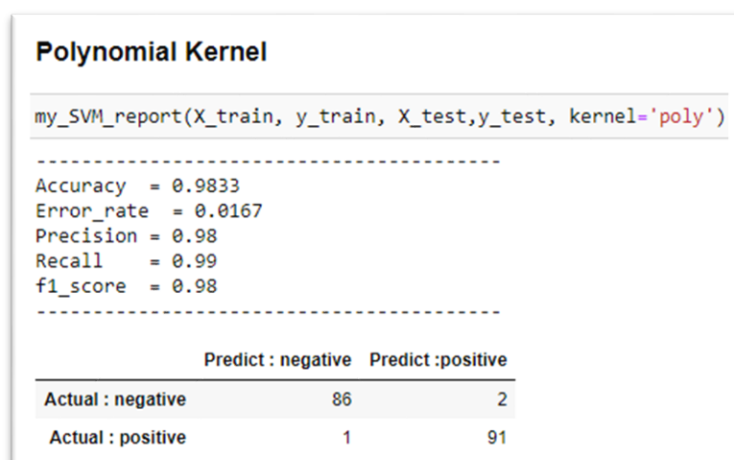 Polynomial Kernel
my_SVM_report(X_train, y_train, X_test,y_test, kernel='poly')
-----------------------------------------
Accuracy  = 0.9833
Error_rate  = 0.0167
Precision = 0.98
Recall    = 0.99
f1_score  = 0.98
-----------------------------------------
Predict : negative Predict :positive
Actual : negative 86 2
Actual : positive 1 91